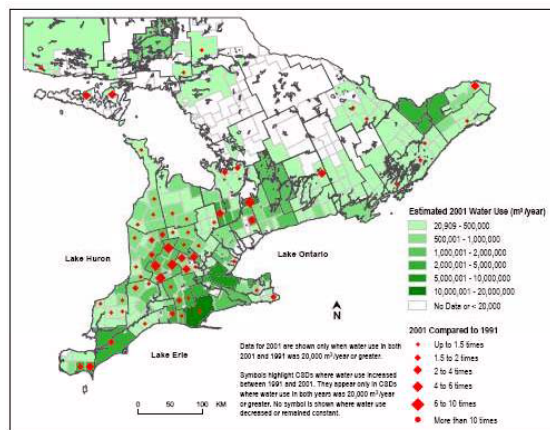 Estimated 2001 Water Use (m³/year)
20,909 - 500,000
500,001 - 1,000,000
1,000,001 - 2,000,000
2,000,001 - 5,000,000
5,000,001 - 10,000,000
10,000,001 - 20,000,000
No Data or < 20,000
Lake Huron
Lake Ontario
Lake Erie
N
2001 Compared to 1991
Up to 1.5 times
1.5 to 2 times
2 to 4 times
4 to 6 times
6 to 10 times
More than 10 times
Data for 2001 are shown only when water use in both
2001 and 1991 was 20,000 m³/year or greater.
Symbols highlight CSDs where water use increased
between 1991 and 2001. They appear only in CSDs
where water use in both years was 20,000 m³/year
or greater. No symbol is shown where water use
decreased or remained constant.
0 50 100 200 KM